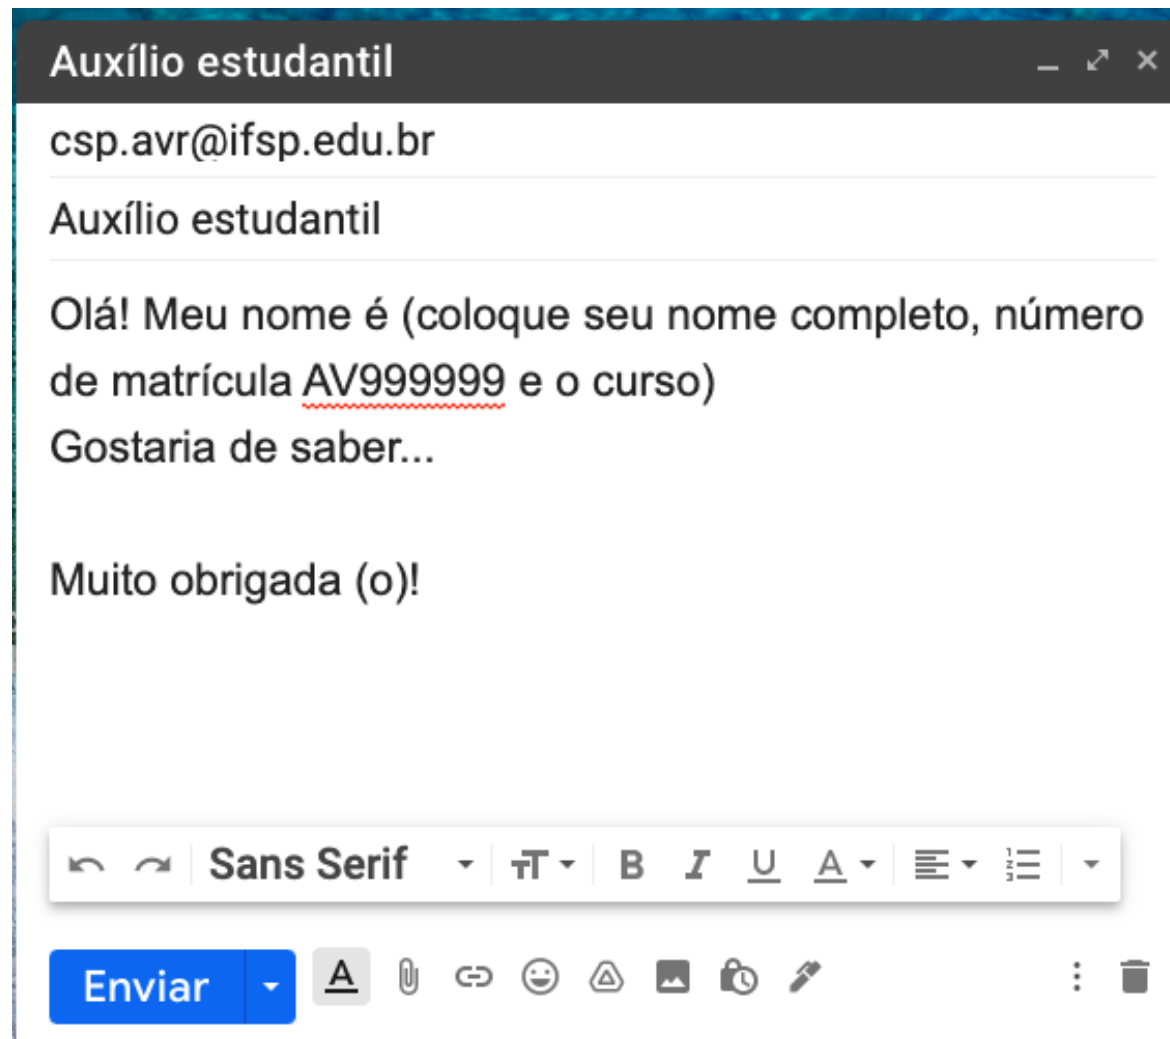 Auxílio estudantil
csp.avr@ifsp.edu.br
Auxílio estudantil
Olá! Meu nome é (coloque seu nome completo, número
de matrícula AV999999 e o curso)
Gostaria de saber...
Muito obrigada (o)!
Sans Serif
Enviar